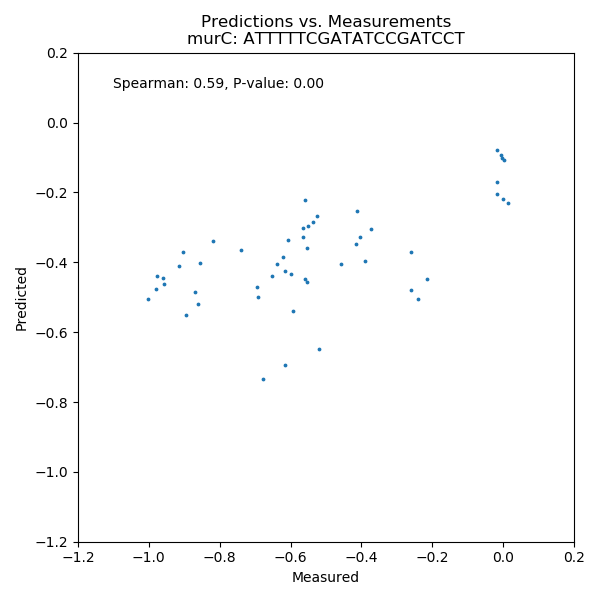 Predictions vs. Measurements
murC: ATTTTTCGATATCCGATCCT
Spearman: 0.59, P-value: 0.00
0.2
0.0
−0.2
−0.4
−0.6
−0.8
−1.0
−1.2
Predicted
−1.2 −1.0 −0.8 −0.6 −0.4 −0.2 0.0 0.2
Measured